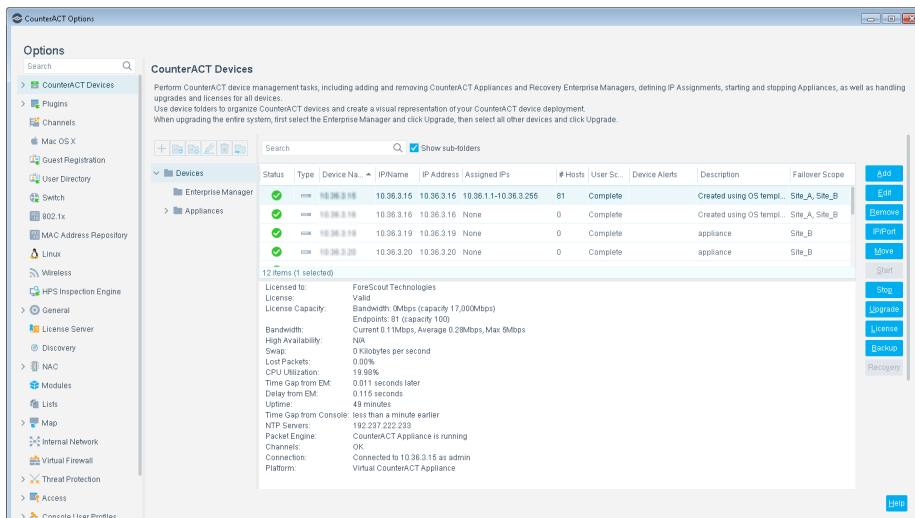 CounterACT Options
Options
Search
CounterACT Devices
Plugins
Channels
Mac OS X
Guest Registration
User Directory
Switch
802.1x
MAC Address Repository
Linux
Wireless
HPS Inspection Engine
General
License Server
Discovery
NAC
Modules
Lists
Map
Internal Network
Virtual Firewall
Threat Protection
Access
Console User Profiles
CounterACT Devices
Perform CounterACT device management tasks, including adding and removing CounterACT Appliances and Recovery Enterprise Managers, defining IP Assignments, starting and stopping Appliances, as well as handling
upgrades and licenses for all devices.
Use device folders to organize CounterACT devices and create a visual representation of your CounterACT device deployment.
When upgrading the entire system, first select the Enterprise Manager and click Upgrade, then select all other devices and click Upgrade.
Search
Show sub-folders
Devices
Enterprise Manager
Appliances
Status Type Device Na... IP/Name IP Address Assigned IPs # Hosts User Sc... Device Alerts Description Failover Scope
10.36.3.15 10.36.3.15 10.36.1.1-10.36.3.255 81 Complete Created using OS templ... Site_A, Site_B
10.36.3.16 10.36.3.16 None 0 Complete Created using OS templ... Site_A, Site_B
10.36.3.19 10.36.3.19 None 0 Complete appliance Site_B
10.36.3.20 10.36.3.20 None 0 Complete appliance Site_B
12 items (1 selected)
Licensed to: ForeScout Technologies
License: Valid
License Capacity: Bandwidth: 0Mbps (capacity 17,000Mbps)
Endpoints: 81 (capacity 100)
Bandwidth: Current 0.11Mbps, Average 0.28Mbps, Max 5Mbps
High Availability: N/A
Swap: 0 Kilobytes per second
Lost Packets: 0.00%
CPU Utilization: 19.98%
Time Gap from EM: 0.011 seconds later
Delay from EM: 0.115 seconds
Uptime: 49 minutes
Time Gap from Console: less than a minute earlier
NTP Servers: 192.237.222.233
Packet Engine: CounterACT Appliance is running
Channels: OK
Connection: Connected to 10.36.3.15 as admin
Platform: Virtual CounterACT Appliance
Add
Edit
Remove
IP/Port
Move
Start
Stop
Upgrade
License
Backup
Recovery
Help